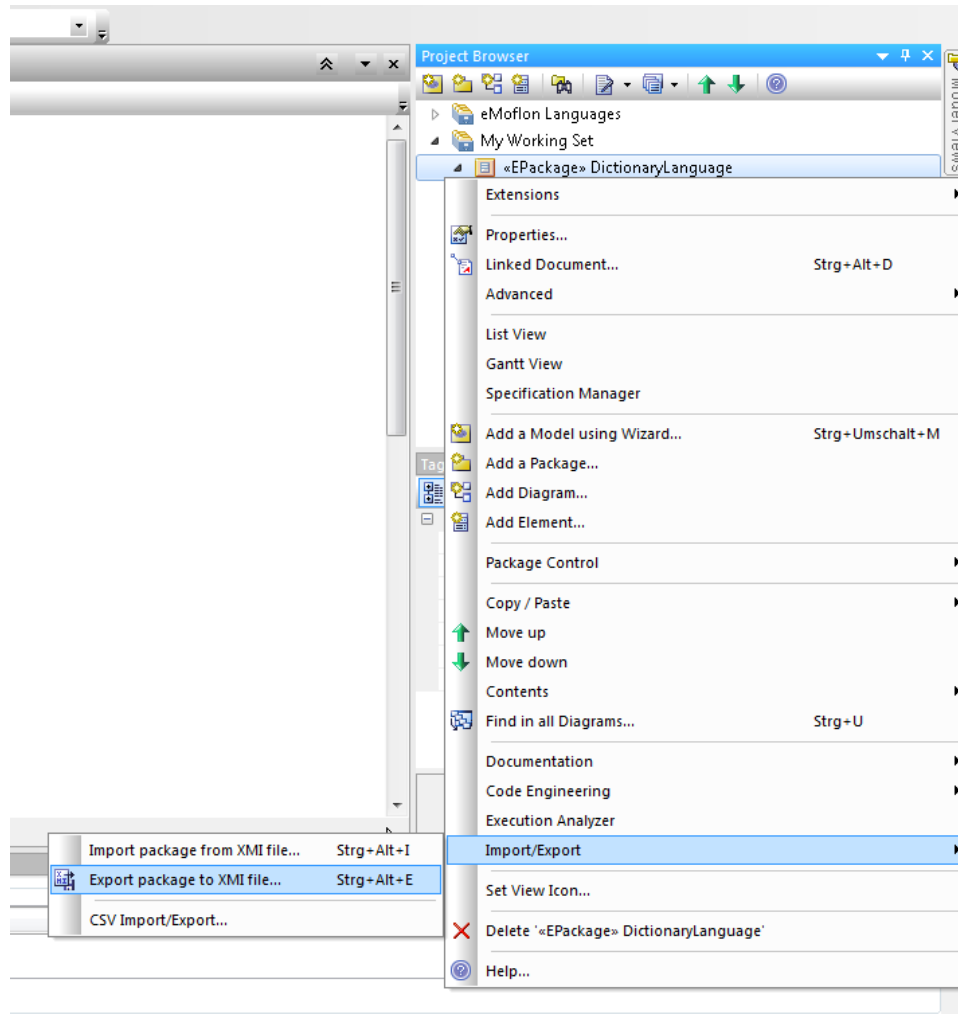 Project Browser
eMoflon Languages
My Working Set
«EPackage» DictionaryLanguage
Extensions
Properties...
Linked Document... Strg+Alt+D
Advanced
List View
Gantt View
Specification Manager
Add a Model using Wizard... Strg+Umschalt+M
Tag
Add a Package...
Add Diagram...
Add Element...
Package Control
Copy / Paste
Move up
Move down
Contents
Find in all Diagrams... Strg+U
Documentation
Code Engineering
Execution Analyzer
Import/Export
Import package from XMI file... Strg+Alt+I
Export package to XMI file... Strg+Alt+E
CSV Import/Export...
Set View Icon...
Delete '«EPackage» DictionaryLanguage'
Help...